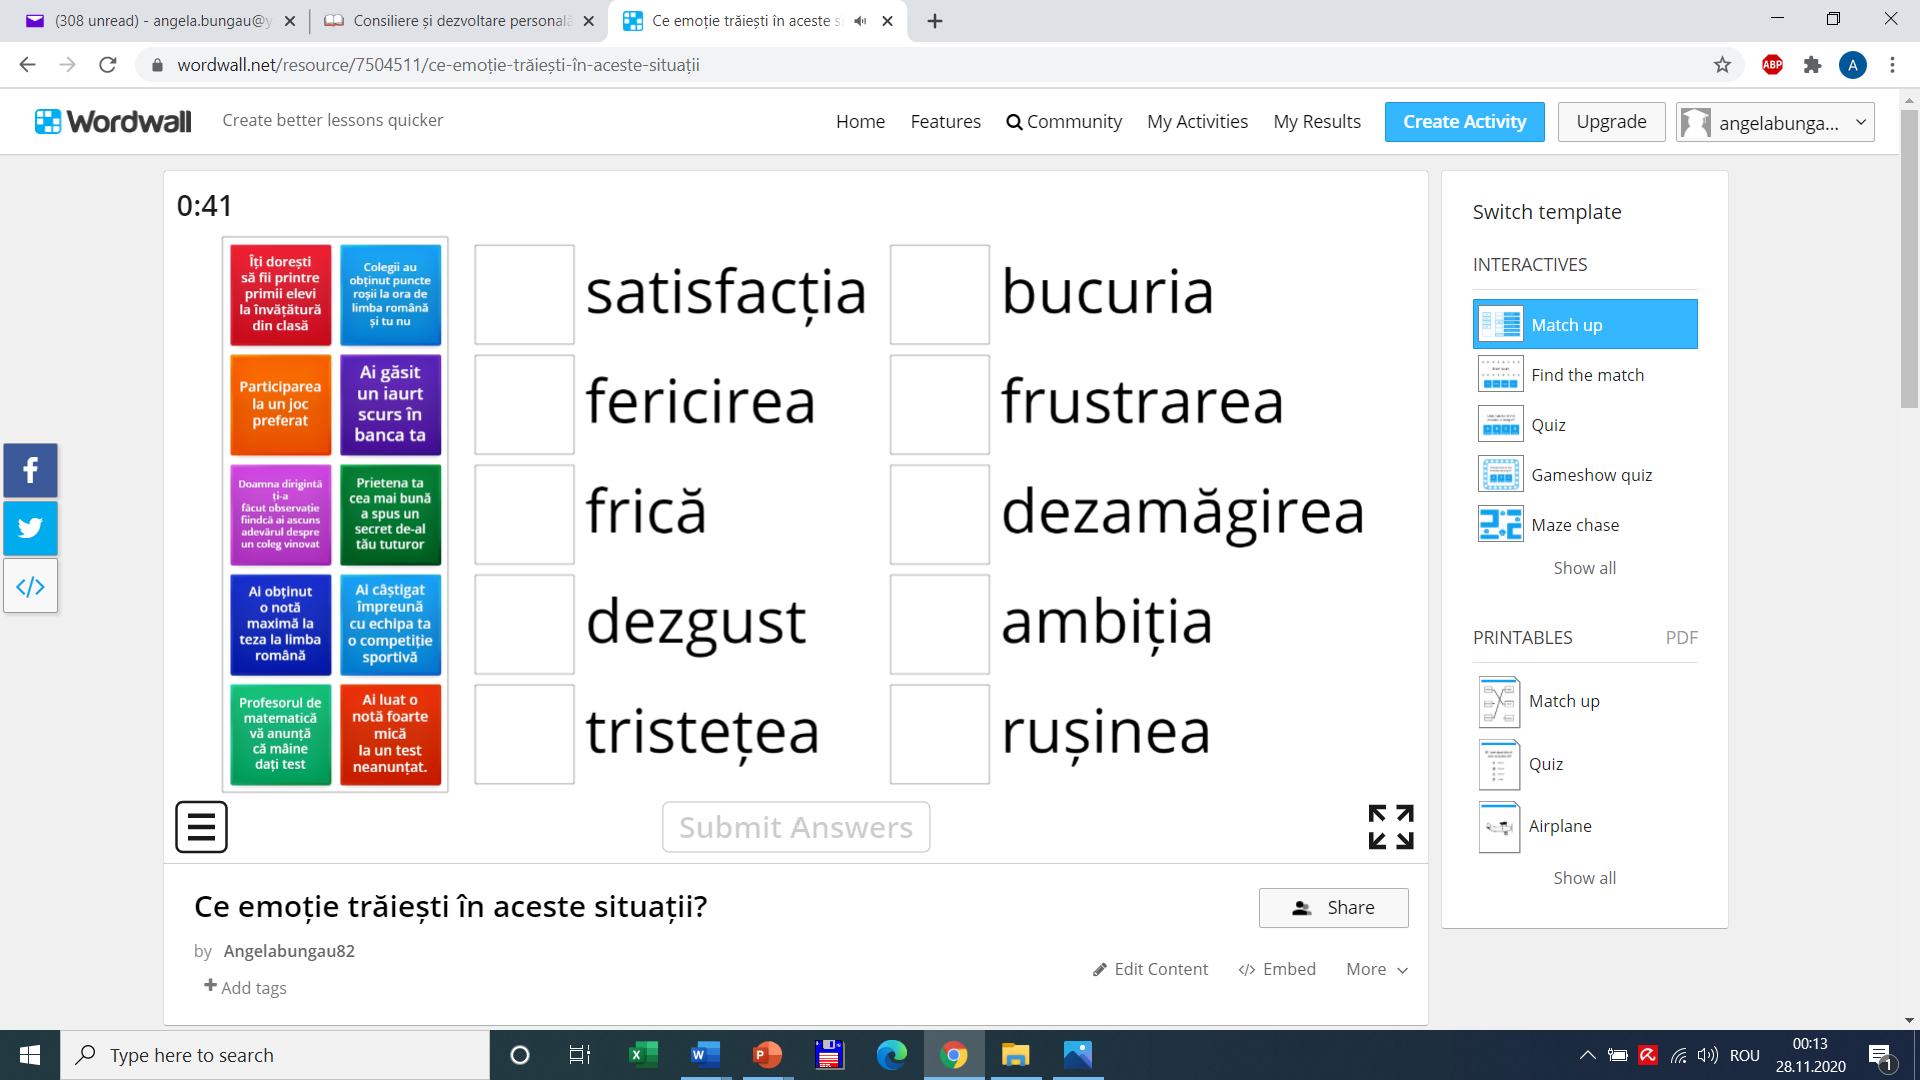 (308 unread) - angela.bungau@y
Consiliere și dezvoltare personală
Ce emoție trăiești în aceste si
wordwall.net/resource/7504511/ce-emoție-trăiești-în-aceste-situații
ABP
A
Wordwall
Create better lessons quicker
Home
Features
Community
My Activities
My Results
Create Activity
Upgrade
angelabunga...
0:41
Îți dorești
să fii printre
primii elevi
la învățătură
din clasă
Colegii au
obținut puncte
roșii la ora de
limba română
și tu nu
Participarea
la un joc
preferat
Ai găsit
un iaurt
scurs în
banca ta
Doamna dirigintă
ți-a
făcut observație
fiindcă ai ascuns
adevărul despre
un coleg vinovat
Prietena ta
cea mai bună
a spus un
secret de-al
tău tuturor
Ai obținut
o notă
maximă la
teza la limba
română
Ai câștigat
împreună
cu echipa ta
o competiție
sportivă
Profesorul de
matematică
vă anunță
că mâine
dați test
Ai luat o
notă foarte
mică
la un test
neanunțat.
satisfacția
bucuria
fericirea
frustrarea
frică
dezamăgirea
dezgust
ambiția
tristețea
rușinea
Submit Answers
Ce emoție trăiești în aceste situații?
by Angelabungau82
Add tags
Share
Edit Content
Embed
More
Switch template
INTERACTIVES
Match up
Find the match
Quiz
Gameshow quiz
Maze chase
Show all
PRINTABLES
PDF
Match up
Quiz
Airplane
Show all
Type here to search
ROU
00:13
28.11.2020
1